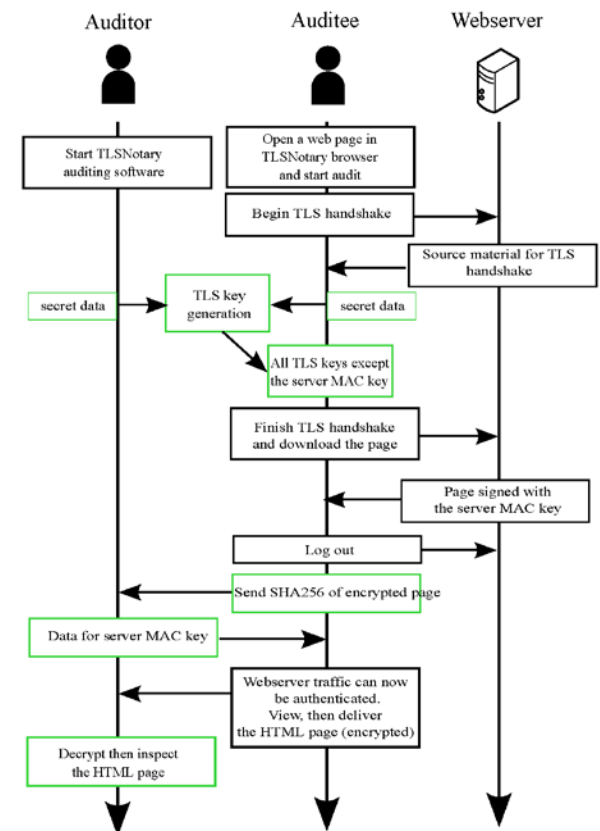 Auditor
Auditee
Webserver
Start TLSNotary
auditing software
Open a web page in
TLSNotary browser
and start audit
Begin TLS handshake
Source material for TLS
handshake
secret data
TLS key
generation
secret data
All TLS keys except
the server MAC key
Finish TLS handshake
and download the page
Page signed with
the server MAC key
Log out
Send SHA256 of encrypted page
Data for server MAC key
Webserver traffic can now
be authenticated.
View, then deliver
the HTML page (encrypted)
Decrypt then inspect
the HTML page